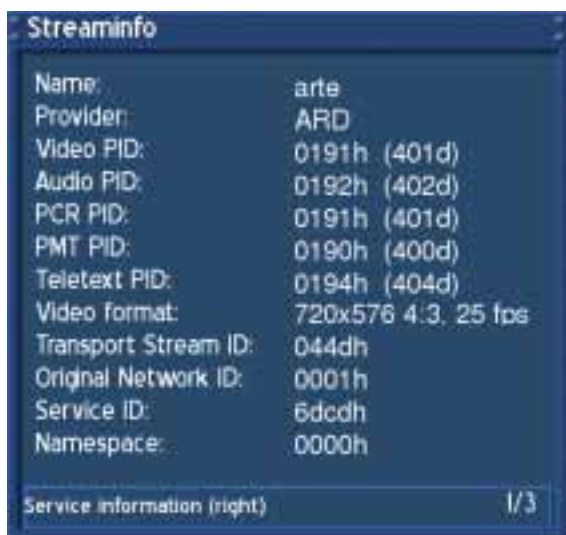 Streaminfo
Name: arte
Provider: ARD
Video PID: 0191h (401d)
Audio PID: 0192h (402d)
PCR PID: 0191h (401d)
PMT PID: 0190h (400d)
Teletext PID: 0194h (404d)
Video format: 720x576 4:3, 25 fps
Transport Stream ID: 044dh
Original Network ID: 0001h
Service ID: 6dcdh
Namespace: 0000h
Service information (right) 1/3